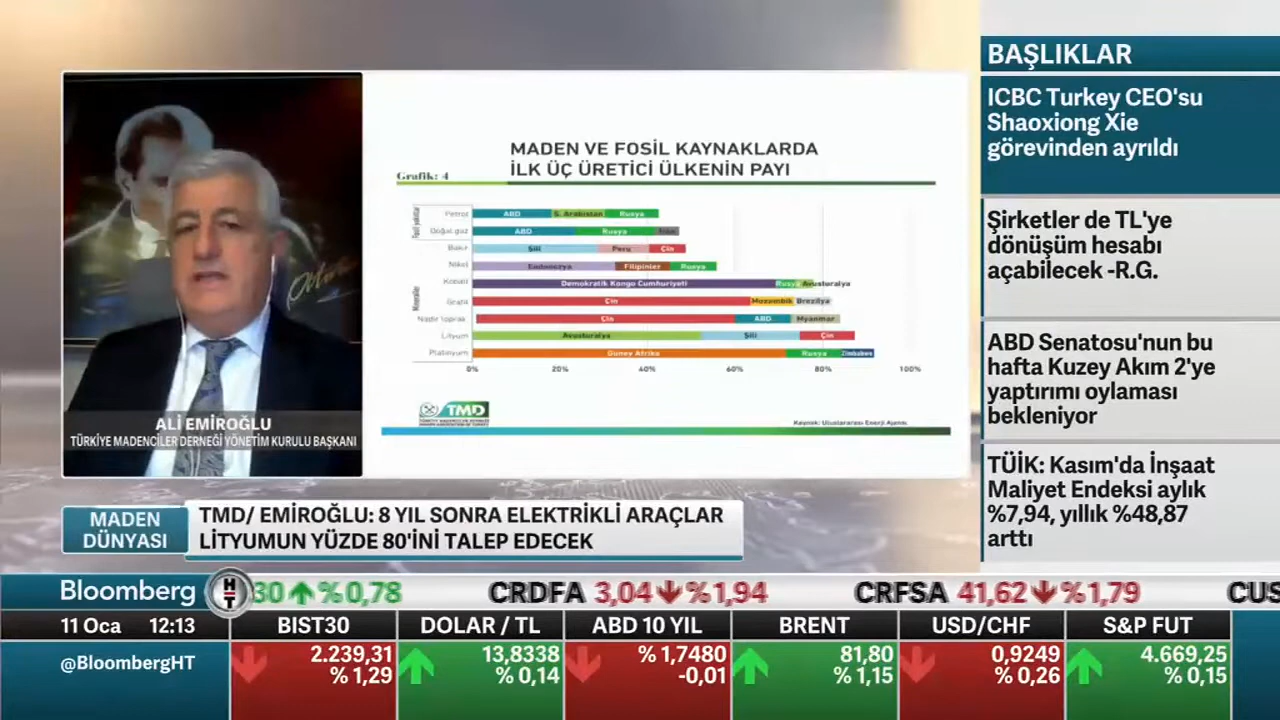 BAŞLIKLAR
ICBC Turkey CEO'su
Shaoxiong Xie
görevinden ayrıldı
Şirketler de TL'ye
dönüşüm hesabı
açabilecek -R.G.
ABD Senatosu'nun bu
hafta Kuzey Akım 2'ye
yaptırımı oylaması
bekleniyor
TÜİK: Kasım'da İnşaat
Maliyet Endeksi aylık
%7,94, yıllık %48,87
arttı
MADEN VE FOSİL KAYNAKLARDA
İLK ÜÇ ÜRETİCİ ÜLKENİN PAYI
Grafik: 4
Petrol ABD S. Arabistan Rusya
Doğal gaz ABD Rusya İran
Bakır Şili Peru Çin
Nikel Endonezya Filipinler Rusya
Kobalt Demokratik Kongo Cumhuriyeti Rusya Avusturalya
Grafit Çin Mozambik Brezilya
Nadir toprak Çin ABD Myanmar
Lityum Avusturalya Şili Çin
Platinyum Güney Afrika Rusya Zimbabve
0% 20% 40% 60% 80% 100%
TMD
Kaynak: Uluslararası Enerji Ajansı
ALİ EMİROĞLU
TÜRKİYE MADENCİLER DERNEĞİ YÖNETİM KURULU BAŞKANI
MADEN
DÜNYASI
TMD/ EMİROĞLU: 8 YIL SONRA ELEKTRİKLİ ARAÇLAR
LİTYUMUN YÜZDE 80'İNİ TALEP EDECEK
Bloomberg HT 30 %0,78 CRDFA 3,04 %1,94 CRFSA 41,62 %1,79 CUS
11 Oca 12:13 BIST30 DOLAR / TL ABD 10 YIL BRENT USD/CHF S&P FUT
@BloombergHT 2.239,31 13,8338 % 1,7480 81,80 0,9249 4.669,25
% 1,29 % 0,14 -0,01 % 1,15 % 0,26 % 0,15